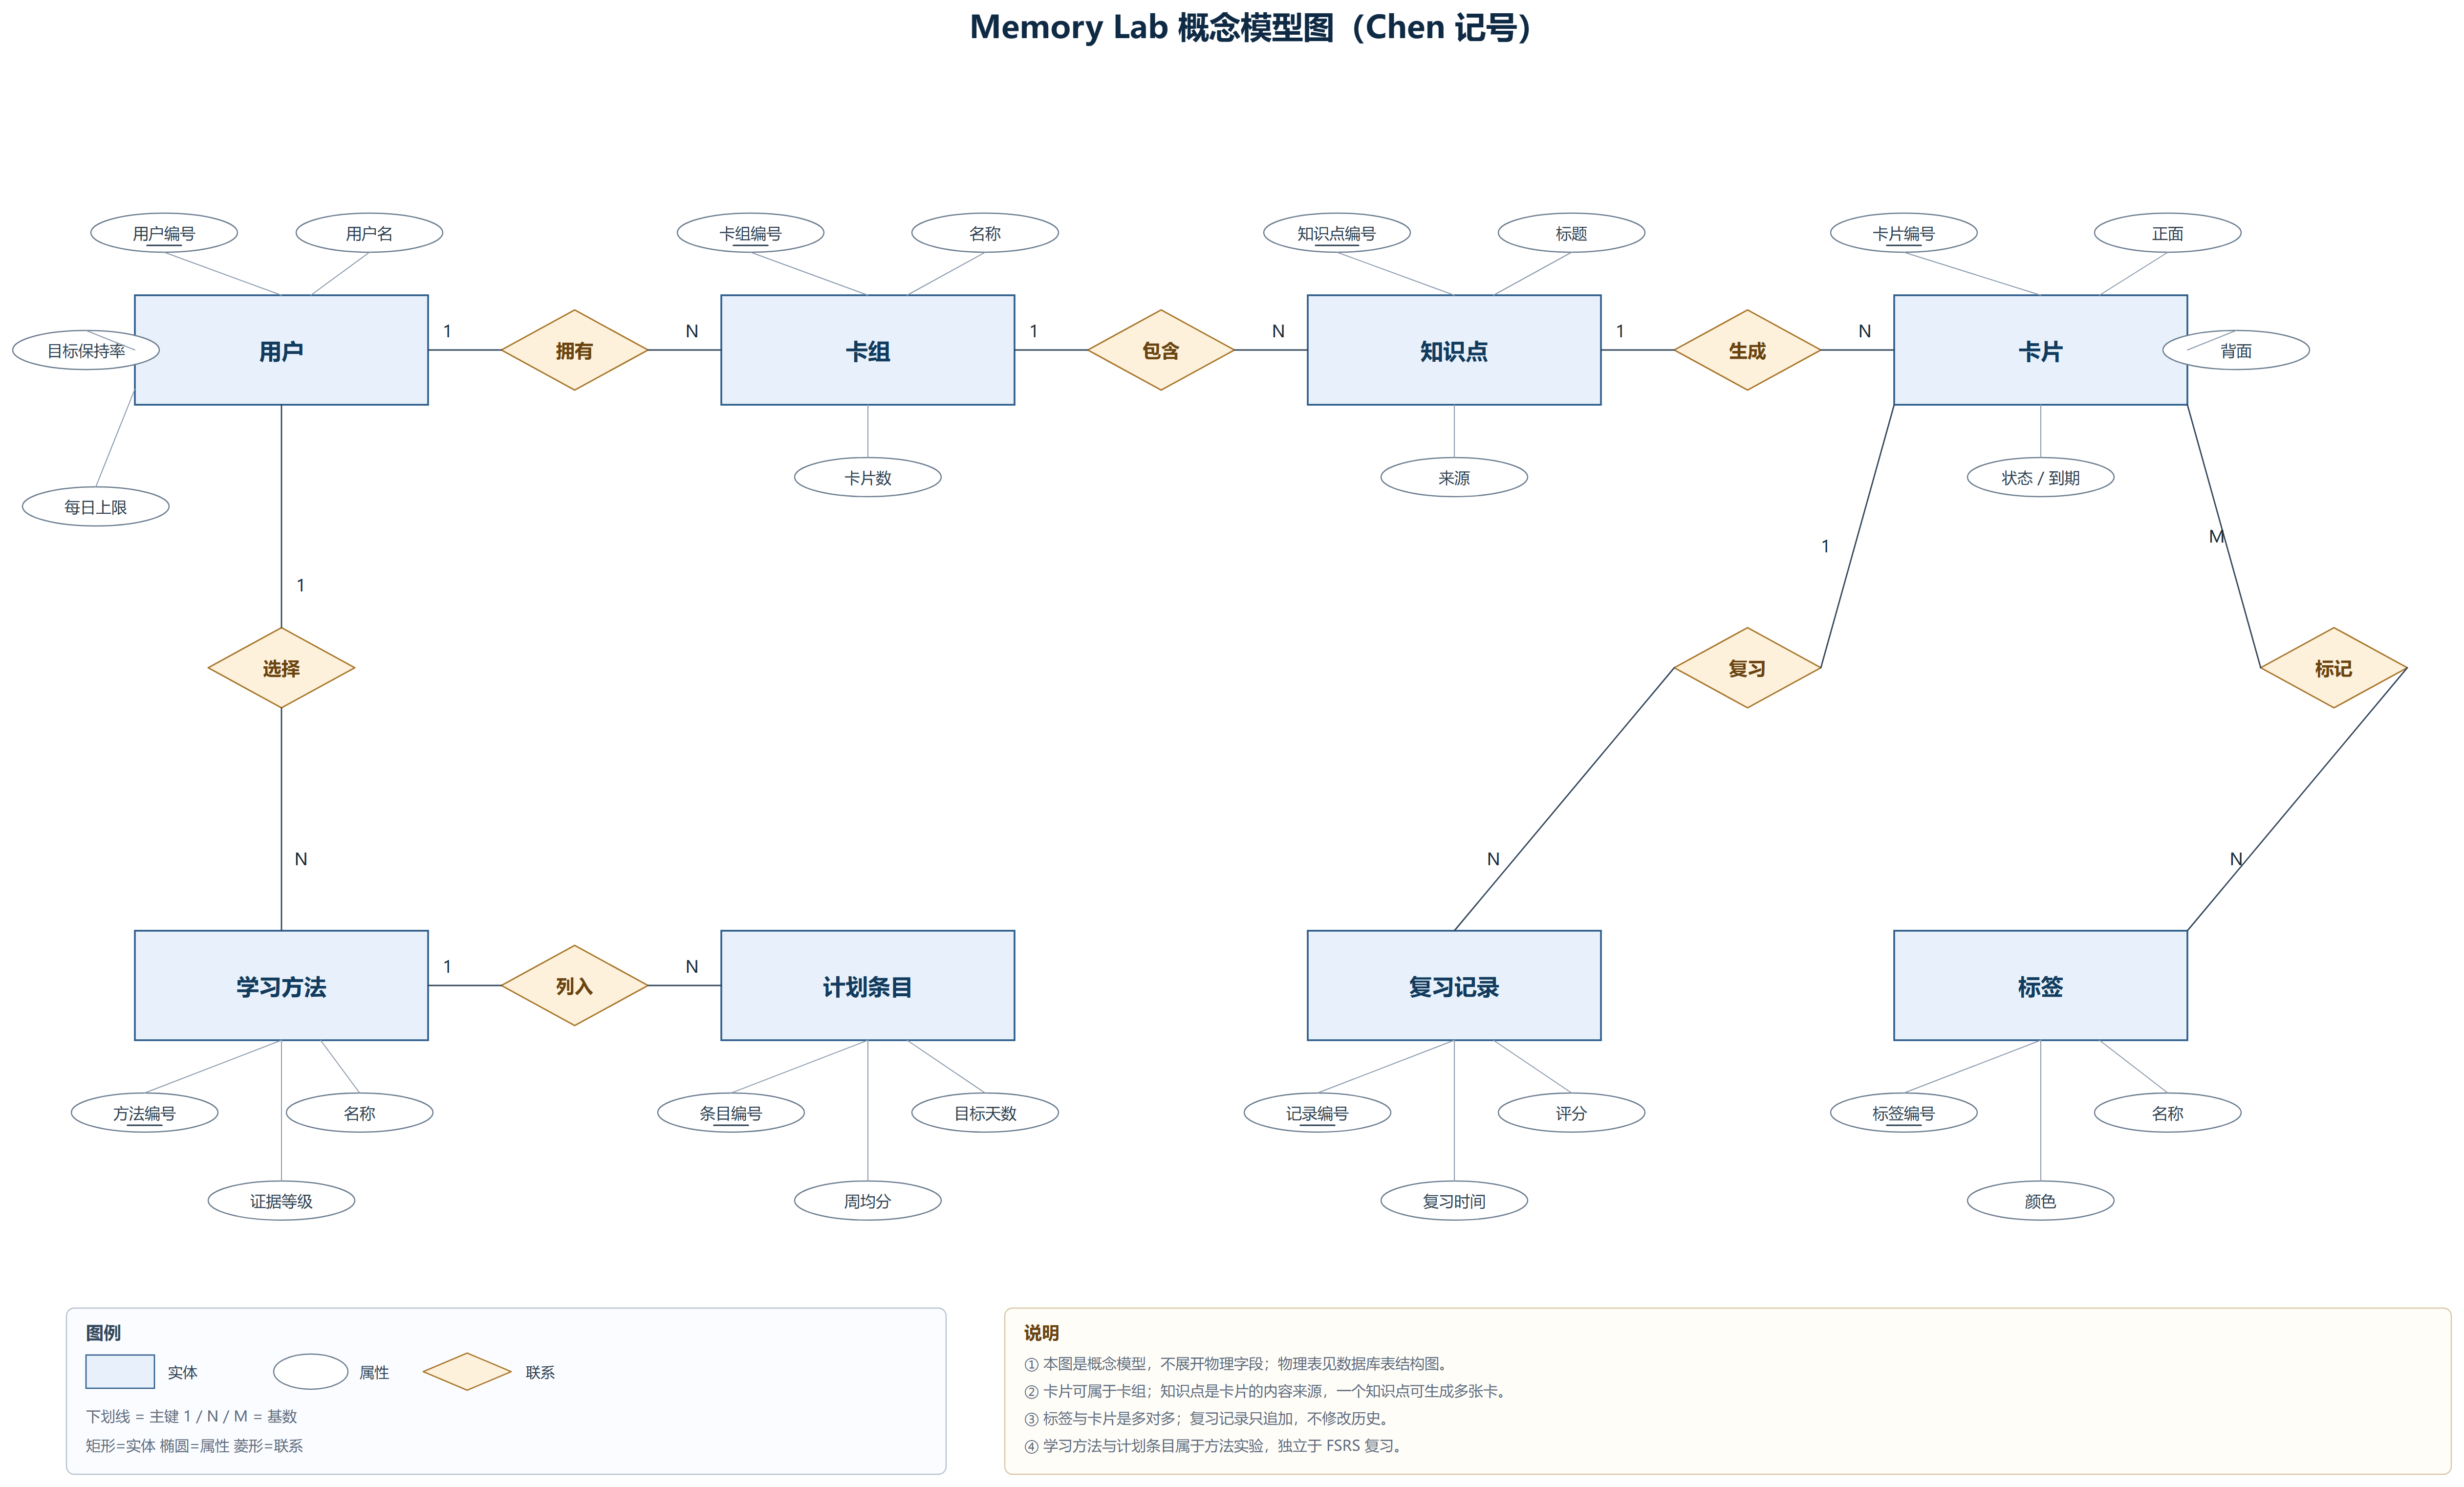 Memory Lab 概念模型图（Chen 记号）
用户编号
用户名
卡组编号
名称
知识点编号
标题
卡片编号
正面
目标保持率
用户
1
拥有
N
卡组
1
包含
N
知识点
1
生成
N
卡片
背面
每日上限
卡片数
来源
状态 / 到期
1
M
1
选择
复习
标记
N
N
N
学习方法
1
列入
N
计划条目
复习记录
标签
方法编号
名称
条目编号
目标天数
记录编号
评分
标签编号
名称
证据等级
周均分
复习时间
颜色
图例
实体
属性
联系
下划线 = 主键 1 / N / M = 基数
矩形=实体 椭圆=属性 菱形=联系
说明
① 本图是概念模型，不展开物理字段；物理表见数据库表结构图。
② 卡片可属于卡组；知识点是卡片的内容来源，一个知识点可生成多张卡。
③ 标签与卡片是多对多；复习记录只追加，不修改历史。
④ 学习方法与计划条目属于方法实验，独立于 FSRS 复习。